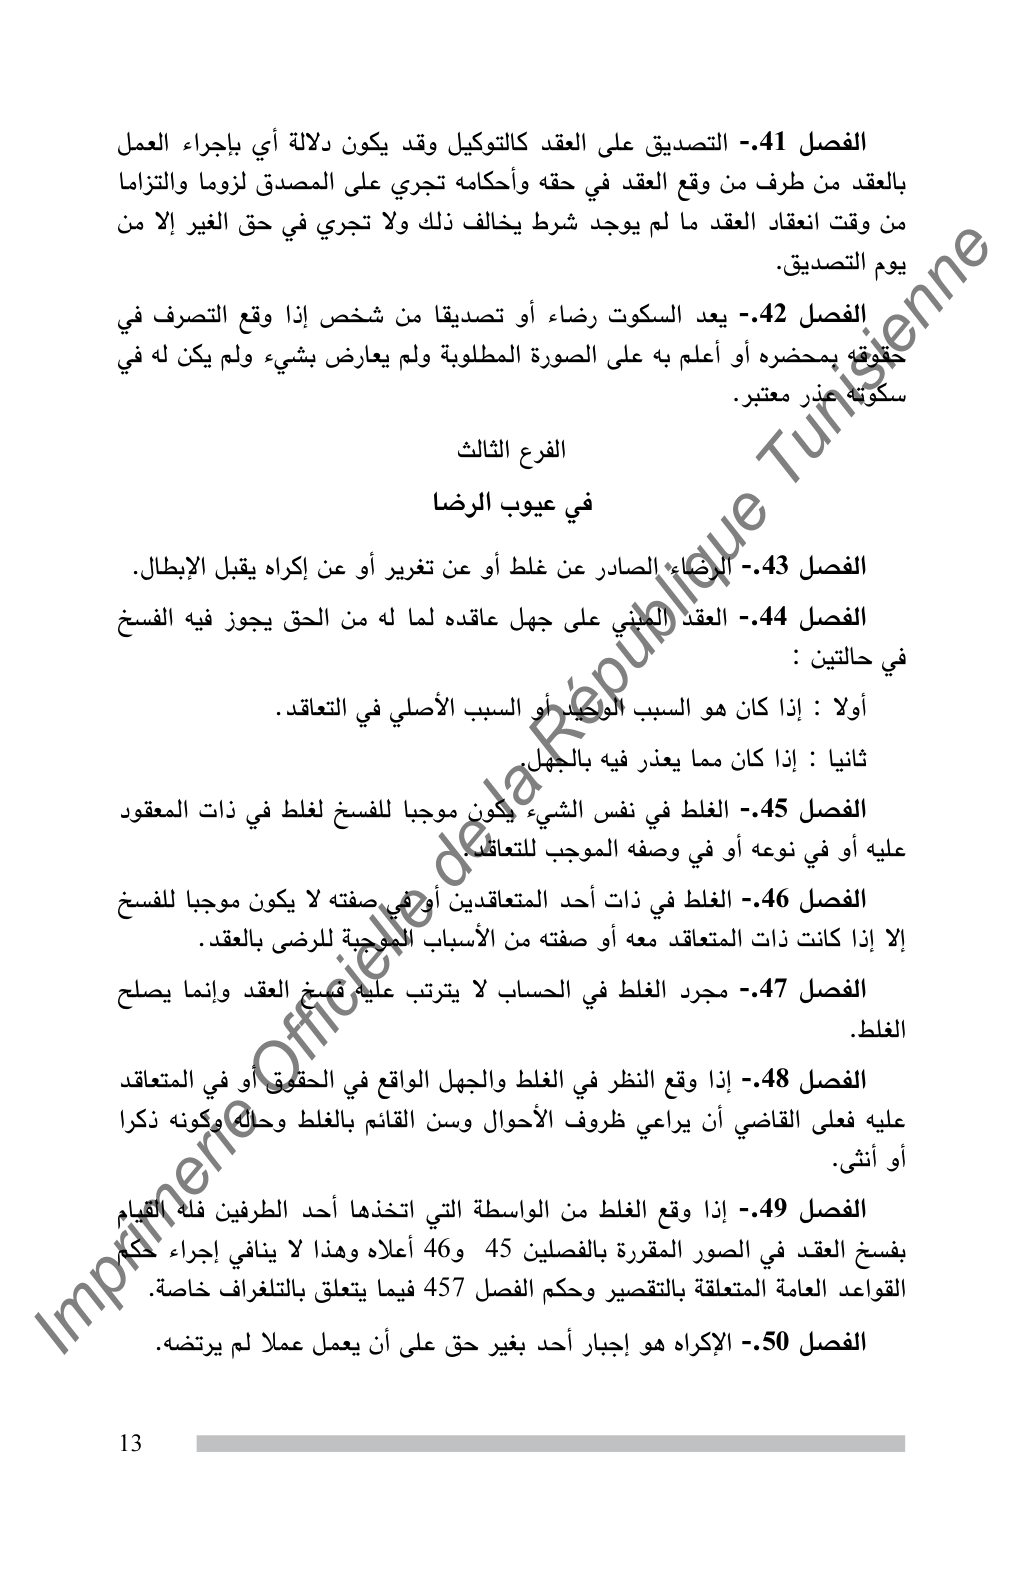 الفصل 41.- التصديق على العقد كالتوكيل وقد يكون دلالة أي بإجراء العمل
بالعقد من طرف من وقع العقد في حقه وأحكامه تجري على المصدق لزوما والتزاما
من وقت انعقاد العقد ما لم يوجد شرط يخالف ذلك ولا تجري في حق الغير إلا من
يوم التصديق.
الفصل 42.- يعد السكوت رضاء أو تصديقا من شخص إذا وقع التصرف في
حقوقه بمحضره أو أعلم به على الصورة المطلوبة ولم يعارض بشيء ولم يكن له في
سكوته عذر معتبر.
الفرع الثالث
في عيوب الرضا
الفصل 43.- الرضاء الصادر عن غلط أو عن تغرير أو عن إكراه يقبل الإبطال.
الفصل 44.- العقد المبني على جهل عاقده لما له من الحق يجوز فيه الفسخ
في حالتين :
أولا : إذا كان هو السبب الوحيد أو السبب الأصلي في التعاقد.
ثانيا : إذا كان مما يعذر فيه بالجهل.
الفصل 45.- الغلط في نفس الشيء يكون موجبا للفسخ لغلط في ذات المعقود
عليه أو في نوعه أو في وصفه الموجب للتعاقد.
الفصل 46.- الغلط في ذات أحد المتعاقدين أو في صفته لا يكون موجبا للفسخ
إلا إذا كانت ذات المتعاقد معه أو صفته من الأسباب الموجبة للرضى بالعقد.
الفصل 47.- مجرد الغلط في الحساب لا يترتب عليه فسخ العقد وإنما يصلح
الغلط.
الفصل 48.- إذا وقع النظر في الغلط والجهل الواقع في الحقوق أو في المتعاقد
عليه فعلى القاضي أن يراعي ظروف الأحوال وسن القائم بالغلط وحاله وكونه ذكرا
أو أنثى.
الفصل 49.- إذا وقع الغلط من الواسطة التي اتخذها أحد الطرفين فله القيام
بفسخ العقد في الصور المقررة بالفصلين 45 و46 أعلاه وهذا لا ينافي إجراء حكم
القواعد العامة المتعلقة بالتقصير وحكم الفصل 457 فيما يتعلق بالتلغراف خاصة.
الفصل 50.- الإكراه هو إجبار أحد بغير حق على أن يعمل عملا لم يرتضه.
13
Imprimerie Officielle de la République Tunisienne